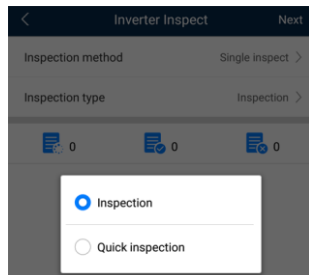 Inverter Inspect Next
Inspection method Single inspect >
Inspection type Inspection >
0 0 0
Inspection
Quick inspection